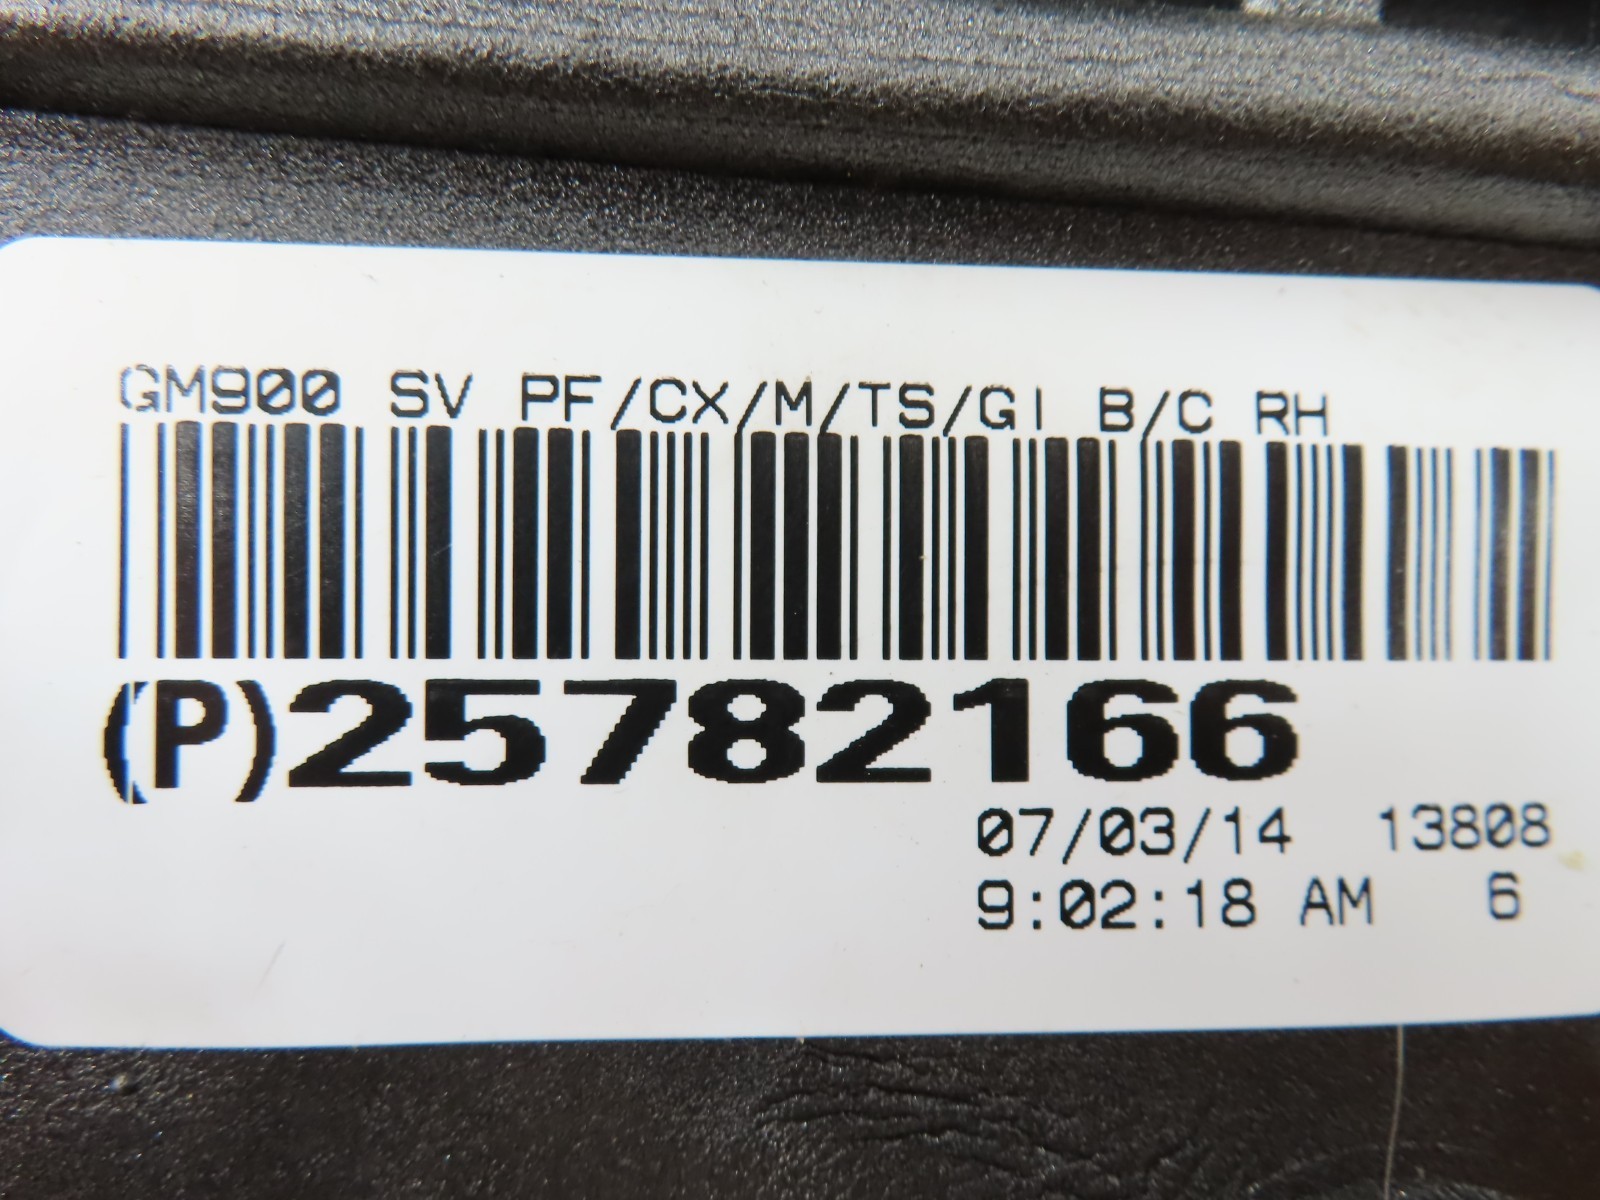 GM900 SV PF/CX/M/TS/GI B/C RH
(P)25782166
07/03/14 13808
9:02:18 AM 6